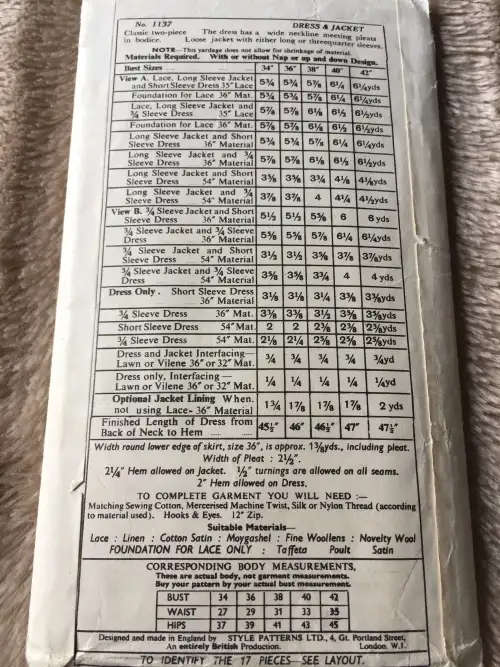 No. 1137 DRESS & JACKET
Classic two-piece The dress has a wide neckline meeting pleats
in bodice. Loose jacket with either long or threequarter sleeves.
NOTE—This yardage does not allow for shrinkage of material.
Materials Required. With or without Nap or up and down Design.
Bust Sizes 34" 36" 38" 40" 42"
View A. Lace, Long Sleeve Jacket
and Short Sleeve Dress 35" Lace 5¾ 5¾ 5⅞ 6¼ 6¼yds
Foundation for Lace 36" Mat. 5¾ 5¾ 5⅞ 6¼ 6¼yds
Lace, Long Sleeve Jacket and
¾ Sleeve Dress 35" Lace 5⅞ 5⅞ 6⅛ 6½ 6½yds
Foundation for Lace 36" Mat. 5⅞ 5⅞ 6⅛ 6½ 6½yds
Long Sleeve Jacket and Short
Sleeve Dress 36" Material 5¾ 5¾ 5⅞ 6¼ 6¼yds
Long Sleeve Jacket and ¾
Sleeve Dress 36" Material 5⅞ 5⅞ 6⅛ 6½ 6½yds
Long Sleeve Jacket and Short
Sleeve Dress 54" Material 3⅝ 3⅝ 3¾ 4⅛ 4⅛yds
Long Sleeve Jacket and ¾
Sleeve Dress 54" Material 3⅞ 3⅞ 4 4¼ 4½yds
View B. ¾ Sleeve Jacket and Short
Sleeve Dress 36" Material 5½ 5½ 5⅝ 6 6 yds
¾ Sleeve Jacket and ¾ Sleeve
Dress 36" Material 5⅝ 5⅝ 5⅞ 6¼ 6¼yds
¾ Sleeve Jacket and Short
Sleeve Dress 54" Material 3½ 3½ 3⅝ 3⅞ 3⅞yds
¾ Sleeve Jacket and ¾ Sleeve
Dress 54" Material 3⅝ 3⅝ 3¾ 4 4 yds
Dress Only. Short Sleeve Dress
36" Material 3⅛ 3⅛ 3¼ 3⅜ 3⅜yds
¾ Sleeve Dress 36" Mat. 3⅜ 3⅜ 3½ 3⅝ 3⅝yds
Short Sleeve Dress 54" Mat. 2 2 2⅜ 2⅜ 2⅜yds
¾ Sleeve Dress 54" Mat. 2⅛ 2¼ 2⅝ 2⅝ 2⅝yds
Dress and Jacket Interfacing—
Lawn or Vilene 36" or 32" Mat. ¾ ¾ ¾ ¾ ¾yd
Dress only, Interfacing—
Lawn or Vilene 36" or 32" Mat. ¼ ¼ ¼ ¼ ¼yd
Optional Jacket Lining When.
not using Lace- 36" Material 1¾ 1⅞ 1⅞ 1⅞ 2 yds
Finished Length of Dress from
Back of Neck to Hem 45½" 46" 46½" 47" 47½"
Width round lower edge of skirt, size 36", is approx. 1⅜yds., including pleat.
Width of Pleat : 2½".
2¼" Hem allowed on Jacket. ½" turnings are allowed on all seams.
2" Hem allowed on Dress.
TO COMPLETE GARMENT YOU WILL NEED :—
Matching Sewing Cotton, Mercerised Machine Twist, Silk or Nylon Thread (according
to material used). Hooks & Eyes. 12" Zip.
Suitable Materials—
Lace : Linen : Cotton Satin : Moygashel : Fine Woollens : Novelty Wool
FOUNDATION FOR LACE ONLY : Taffeta Poult Satin
CORRESPONDING BODY MEASUREMENTS,
These are actual body, not garment measurements.
Buy your pattern by your actual bust measurement.
BUST 34 36 38 40 42
WAIST 27 29 31 33 35
HIPS 37 39 41 43 45
Designed and made in England by STYLE PATTERNS LTD., 4, Gt. Portland Street,
An entirely British Production. London. W.1.
TO IDENTIFY THE 17 PIECES SEE LAYOUT.